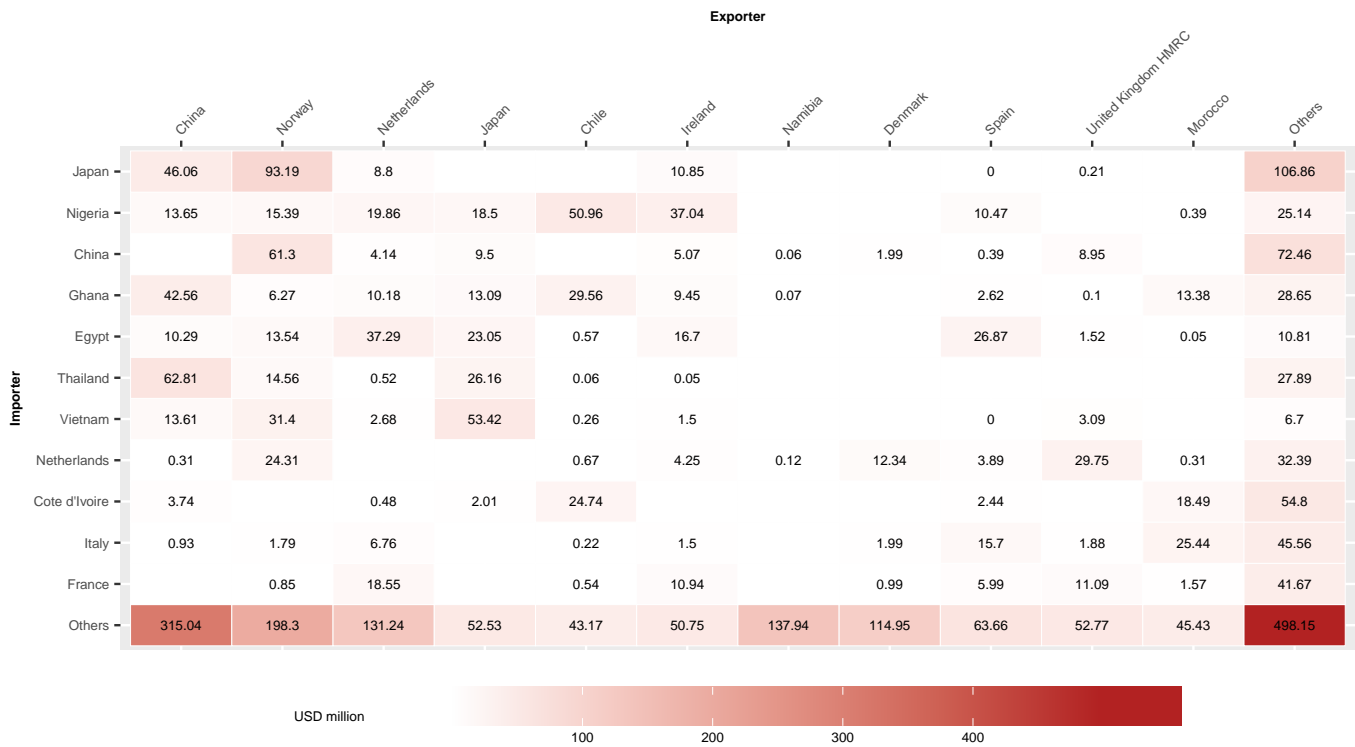 Exporter
China Norway Netherlands Japan Chile Ireland Namibia Denmark Spain United Kingdom HMRC Morocco Others
Importer
Japan 46.06 93.19 8.8 10.85 0 0.21 106.86
Nigeria 13.65 15.39 19.86 18.5 50.96 37.04 10.47 0.39 25.14
China 61.3 4.14 9.5 5.07 0.06 1.99 0.39 8.95 72.46
Ghana 42.56 6.27 10.18 13.09 29.56 9.45 0.07 2.62 0.1 13.38 28.65
Egypt 10.29 13.54 37.29 23.05 0.57 16.7 26.87 1.52 0.05 10.81
Thailand 62.81 14.56 0.52 26.16 0.06 0.05 27.89
Vietnam 13.61 31.4 2.68 53.42 0.26 1.5 0 3.09 6.7
Netherlands 0.31 24.31 0.67 4.25 0.12 12.34 3.89 29.75 0.31 32.39
Cote d'Ivoire 3.74 0.48 2.01 24.74 2.44 18.49 54.8
Italy 0.93 1.79 6.76 0.22 1.5 1.99 15.7 1.88 25.44 45.56
France 0.85 18.55 0.54 10.94 0.99 5.99 11.09 1.57 41.67
Others 315.04 198.3 131.24 52.53 43.17 50.75 137.94 114.95 63.66 52.77 45.43 498.15
USD million
100 200 300 400